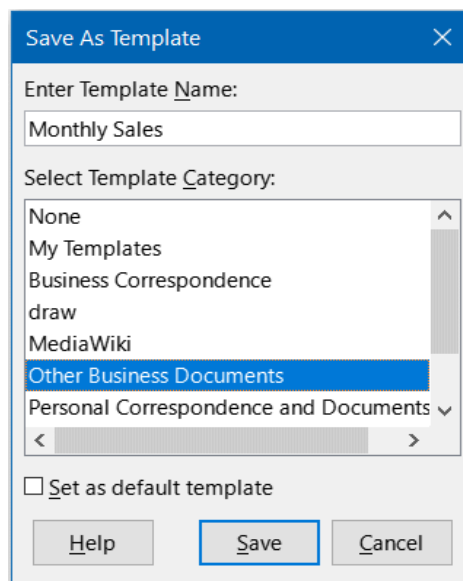 Save As Template
Enter Template Name:
Monthly Sales
Select Template Category:
None
My Templates
Business Correspondence
draw
MediaWiki
Other Business Documents
Personal Correspondence and Documents
Set as default template
Help Save Cancel